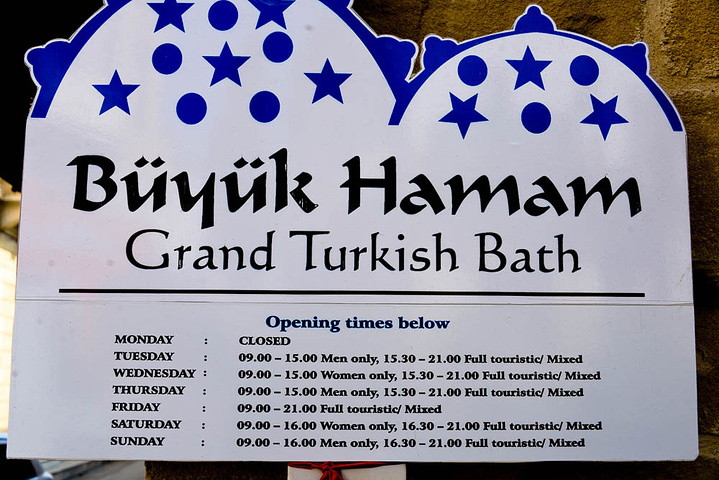 Büyük Hamam
Grand Turkish Bath
Opening times below
MONDAY : CLOSED
TUESDAY : 09.00 – 15.00 Men only, 15.30 – 21.00 Full touristic/ Mixed
WEDNESDAY : 09.00 – 15.00 Women only, 15.30 – 21.00 Full touristic/ Mixed
THURSDAY : 09.00 – 15.00 Men only, 15.30 – 21.00 Full touristic/ Mixed
FRIDAY : 09.00 – 21.00 Full touristic/ Mixed
SATURDAY : 09.00 – 16.00 Women only, 16.30 – 21.00 Full touristic/ Mixed
SUNDAY : 09.00 – 16.00 Men only, 16.30 – 21.00 Full touristic/ Mixed